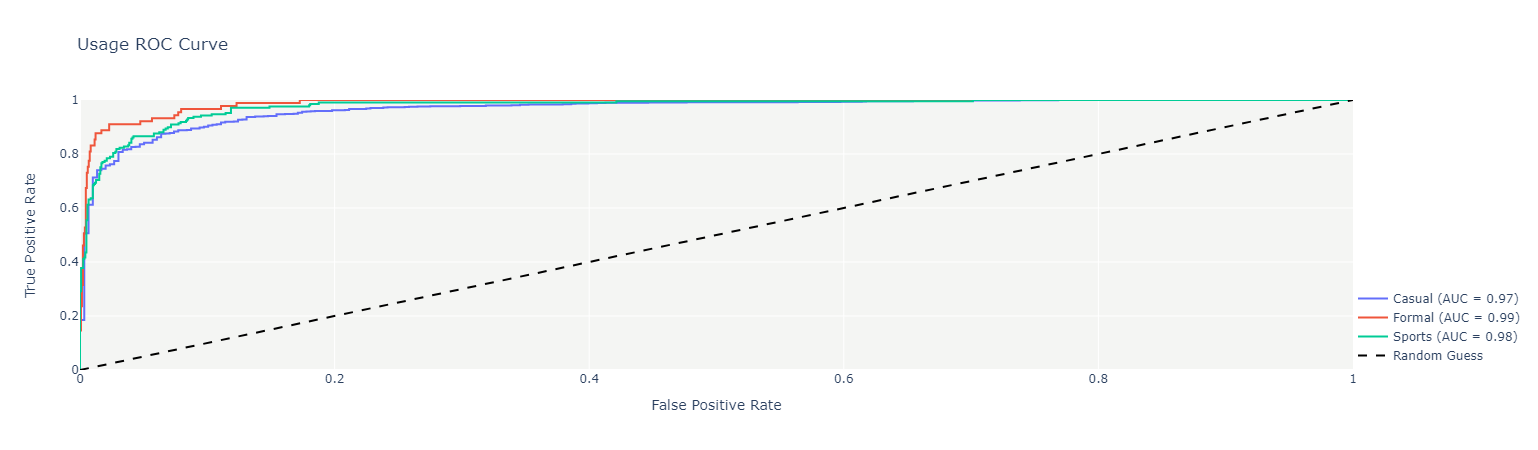 Usage ROC Curve
1
0.8
0.6
0.4
0.2
0
True Positive Rate
0
0.2
0.4
0.6
0.8
1
False Positive Rate
Casual (AUC = 0.97)
Formal (AUC = 0.99)
Sports (AUC = 0.98)
Random Guess